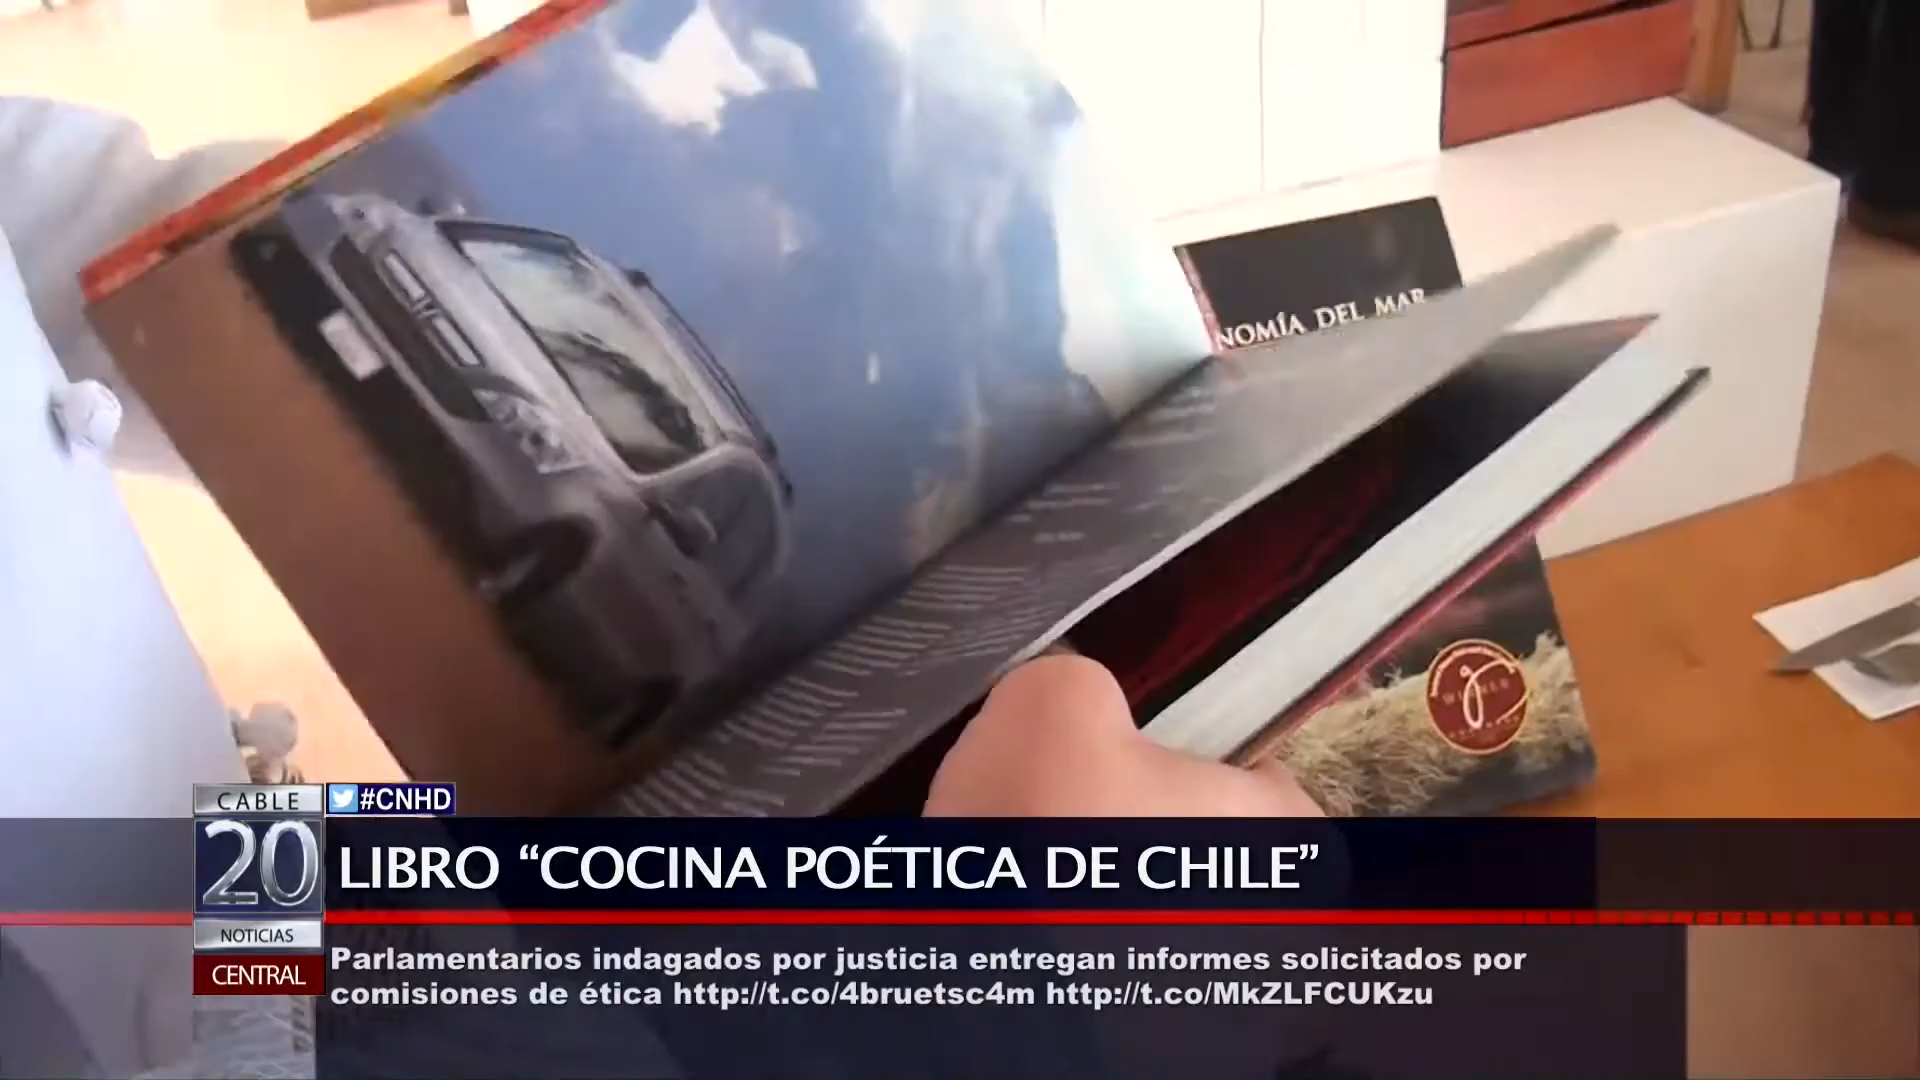 NOMÍA DEL MAR
CABLE
20
NOTICIAS
CENTRAL
#CNHD
LIBRO “COCINA POÉTICA DE CHILE”
Parlamentarios indagados por justicia entregan informes solicitados por
comisiones de ética http://t.co/4bruetsc4m http://t.co/MkZLFCUKzu